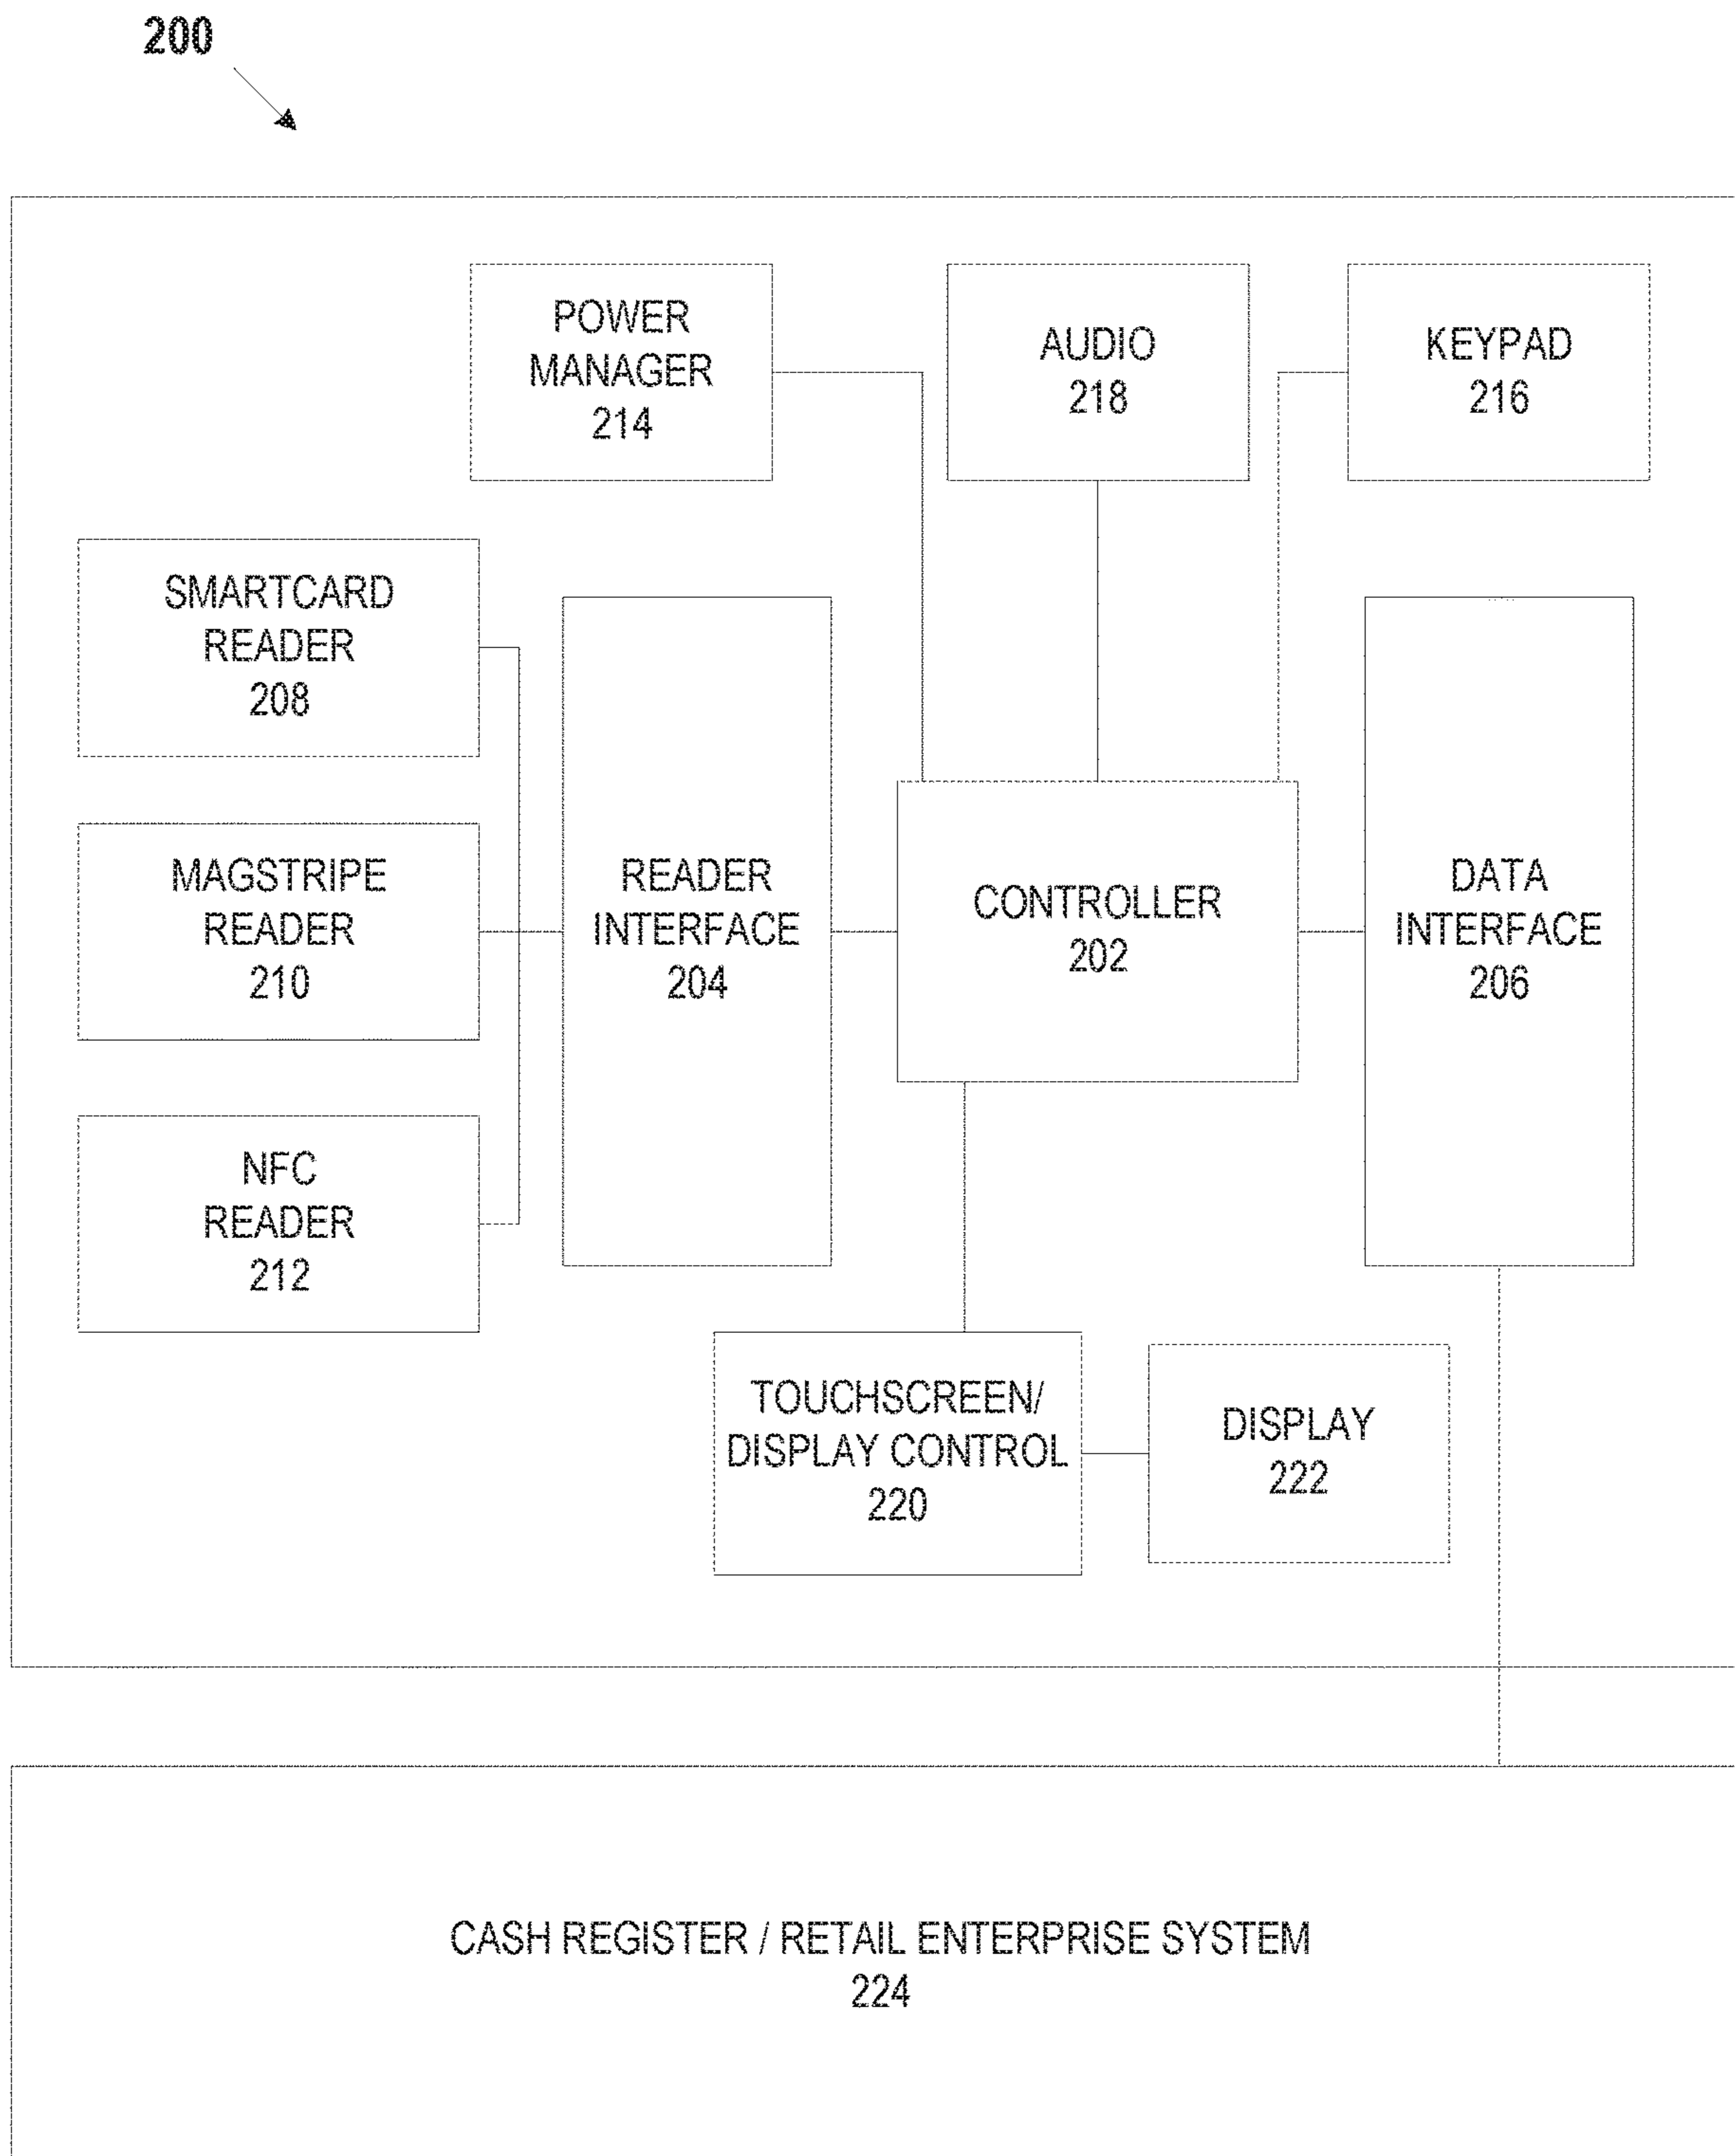 200
POWER
MANAGER
214
AUDIO
218
KEYPAD
216
SMARTCARD
READER
208
MAGSTRIPE
READER
210
NFC
READER
212
READER
INTERFACE
204
CONTROLLER
202
DATA
INTERFACE
206
TOUCHSCREEN/
DISPLAY CONTROL
220
DISPLAY
222
CASH REGISTER / RETAIL ENTERPRISE SYSTEM
224